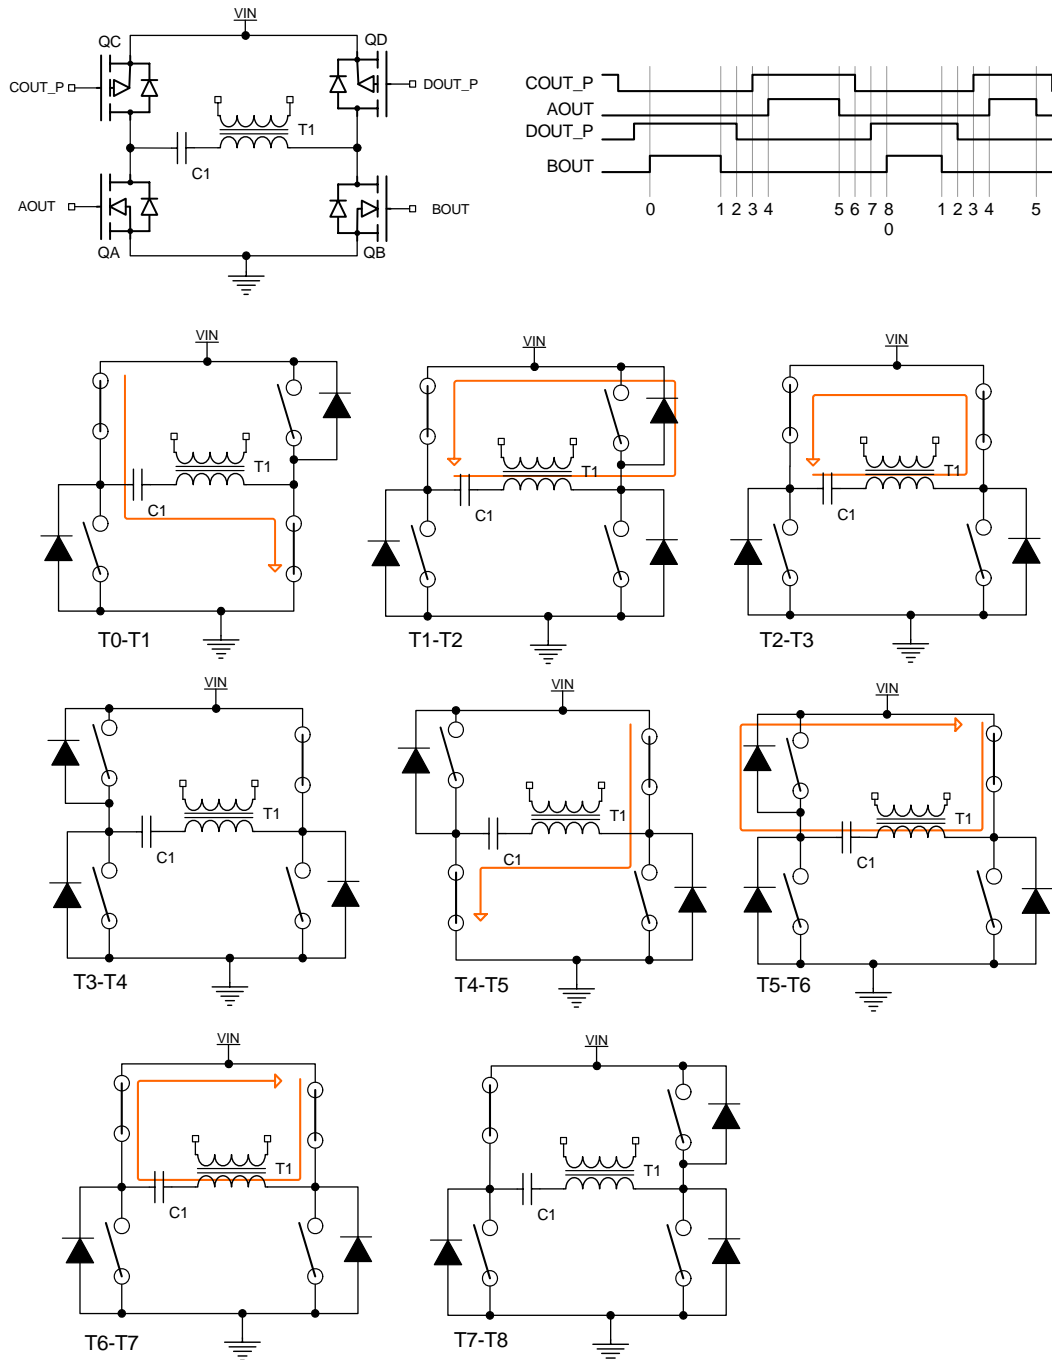 VIN
QC
QD
COUT_P
DOUT_P
T1
C1
AOUT
BOUT
QA
QB
COUT_P
AOUT
DOUT_P
BOUT
0 1 2 3 4 5 6 7 8 1 2 3 4 5
0
VIN
T1
C1
T0-T1
VIN
T1
C1
T1-T2
VIN
T1
C1
T2-T3
VIN
T1
C1
T3-T4
VIN
T1
C1
T4-T5
VIN
T1
C1
T5-T6
VIN
T1
C1
T6-T7
VIN
T1
C1
T7-T8